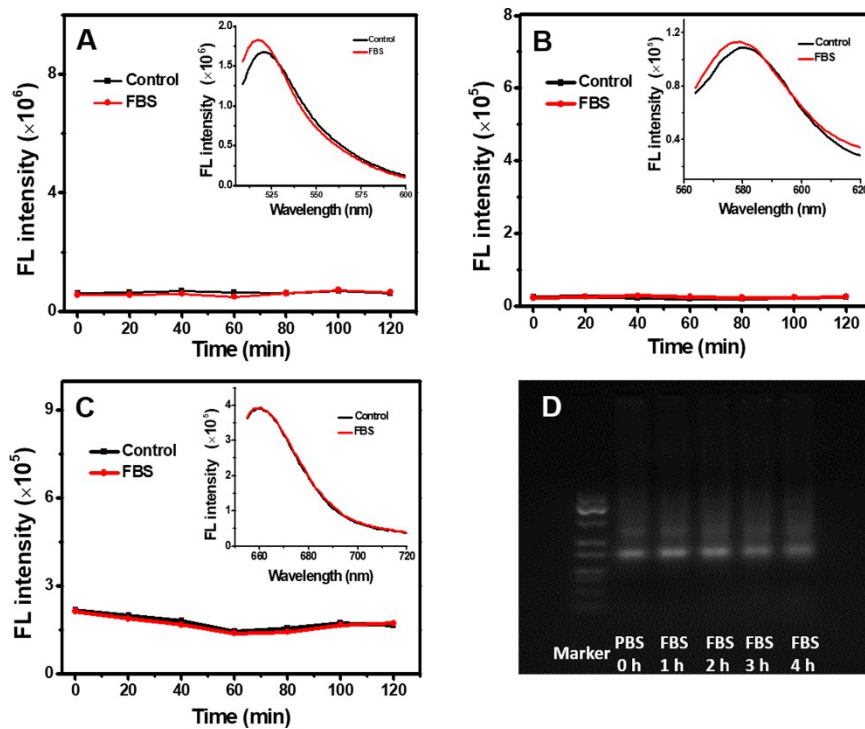 A
FL intensity (×10⁶)
9
6
3
0
Control
FBS
0 20 40 60 80 100 120
Time (min)
FL intensity (×10⁶)
2.0
1.5
1.0
0.5
0.0
Control
FBS
525 550 575 600
Wavelength (nm)
B
FL intensity (×10⁵)
8
6
4
2
0
Control
FBS
0 20 40 60 80 100 120
Time (min)
FL intensity (×10⁵)
1.2
0.8
0.4
Control
FBS
560 580 600 620
Wavelength (nm)
C
FL intensity (×10⁵)
9
6
3
0
Control
FBS
0 20 40 60 80 100 120
Time (min)
FL intensity (×10⁵)
4
3
2
1
0
Control
FBS
660 680 700 720
Wavelength (nm)
D
Marker PBS FBS FBS FBS FBS
0 h 1 h 2 h 3 h 4 h